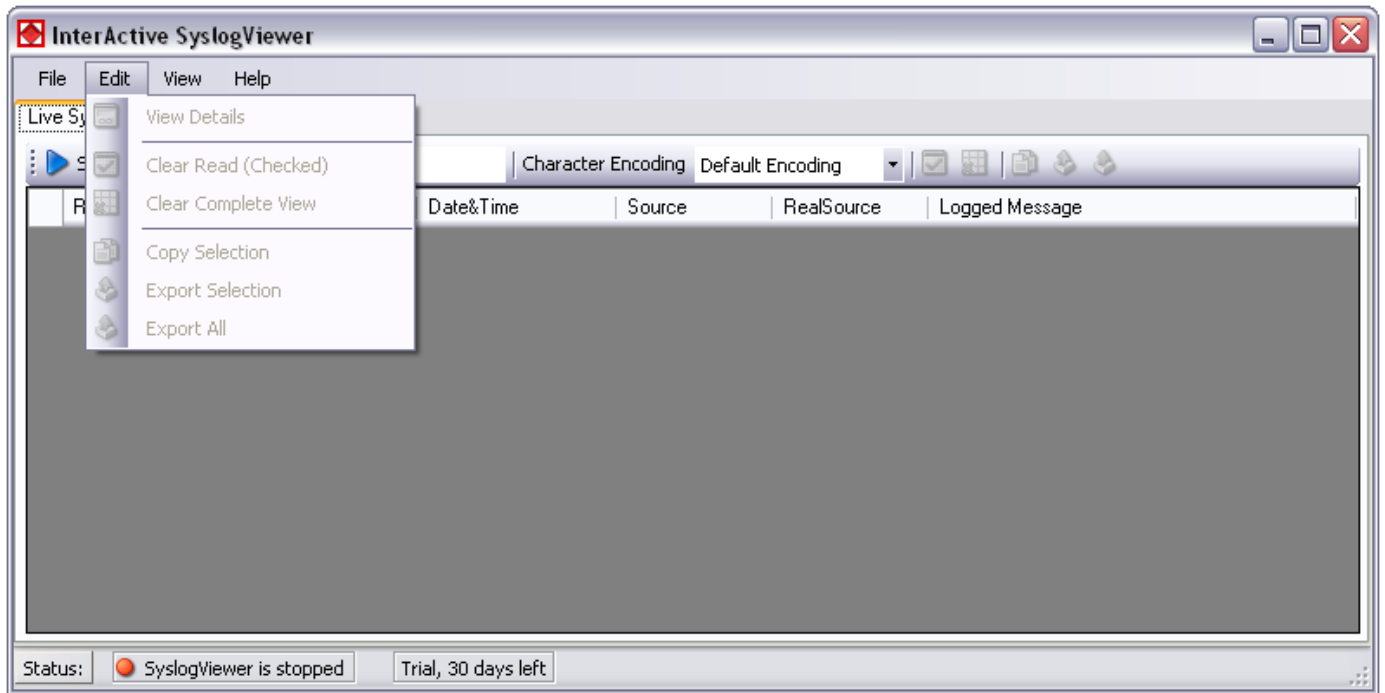 InterActive SyslogViewer
File Edit View Help
Live Sy
View Details
Clear Read (Checked)
Clear Complete View
Copy Selection
Export Selection
Export All
S Character Encoding Default Encoding
R Date&Time Source RealSource Logged Message
Status: SyslogViewer is stopped Trial, 30 days left